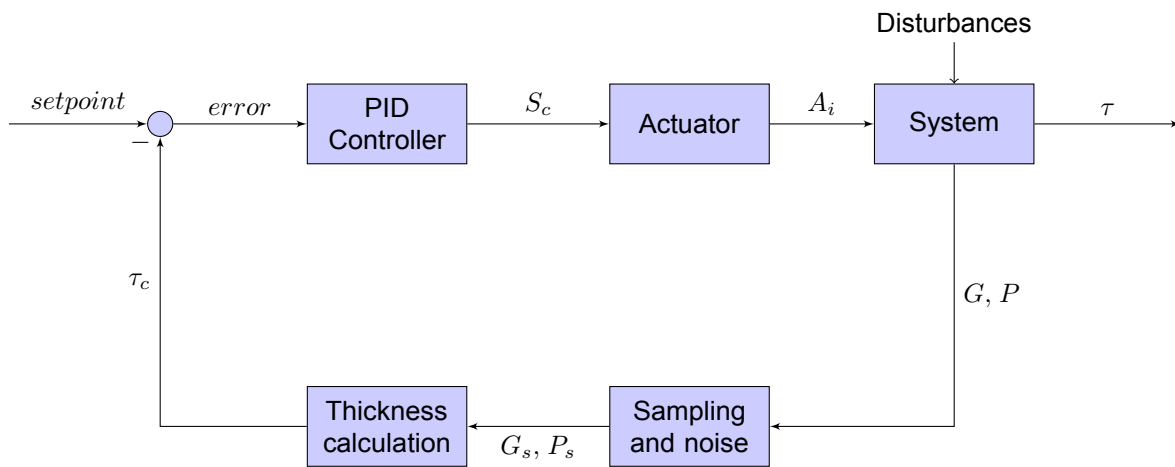 Disturbances
setpoint
−
error
PID
Controller
S_c
Actuator
A_i
System
τ
τ_c
G, P
Thickness
calculation
G_s, P_s
Sampling
and noise